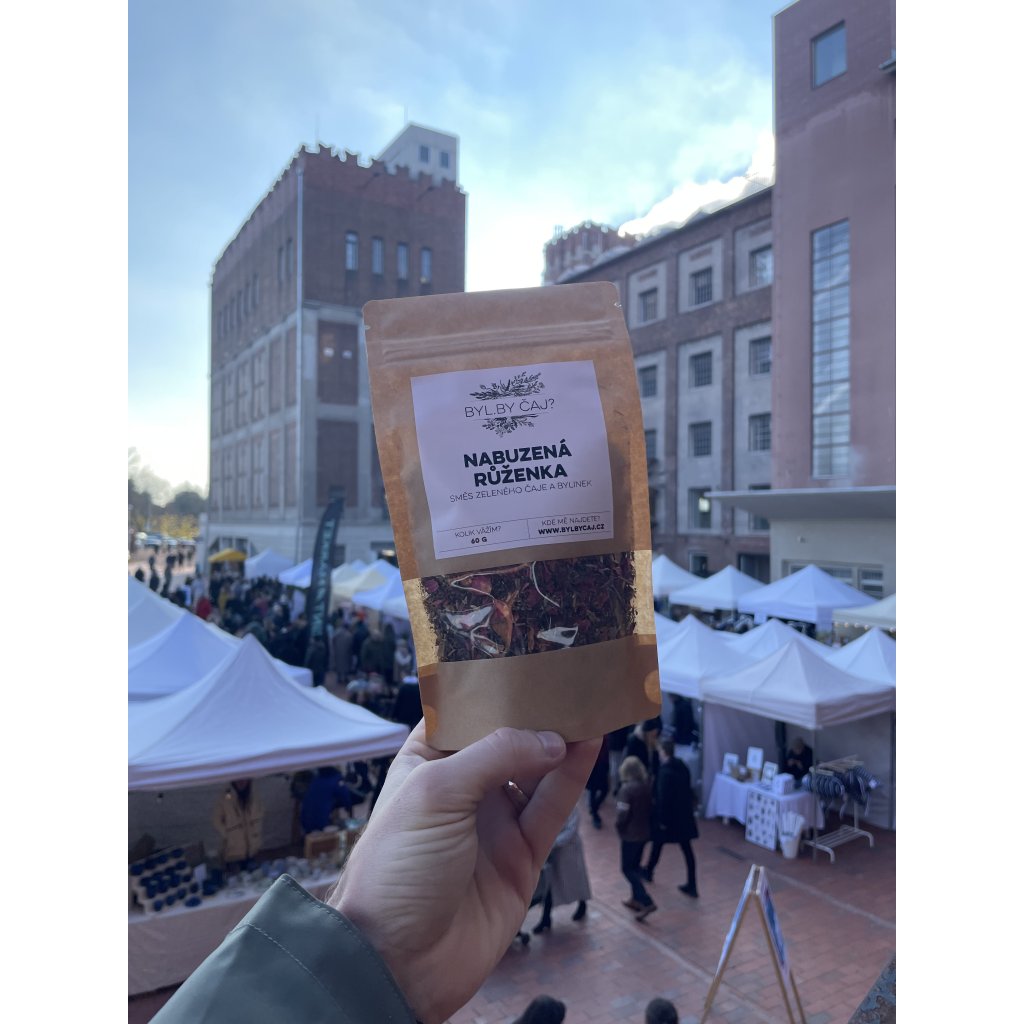 BYL.BY ČAJ?
NABUZENÁ
RŮŽENKA
SMĚS ZELENÉHO ČAJE A BYLINEK
KOLIK VÁŽÍM?
60 G
KDE MĚ NAJDETE?
WWW.BYLBYCAJ.CZ